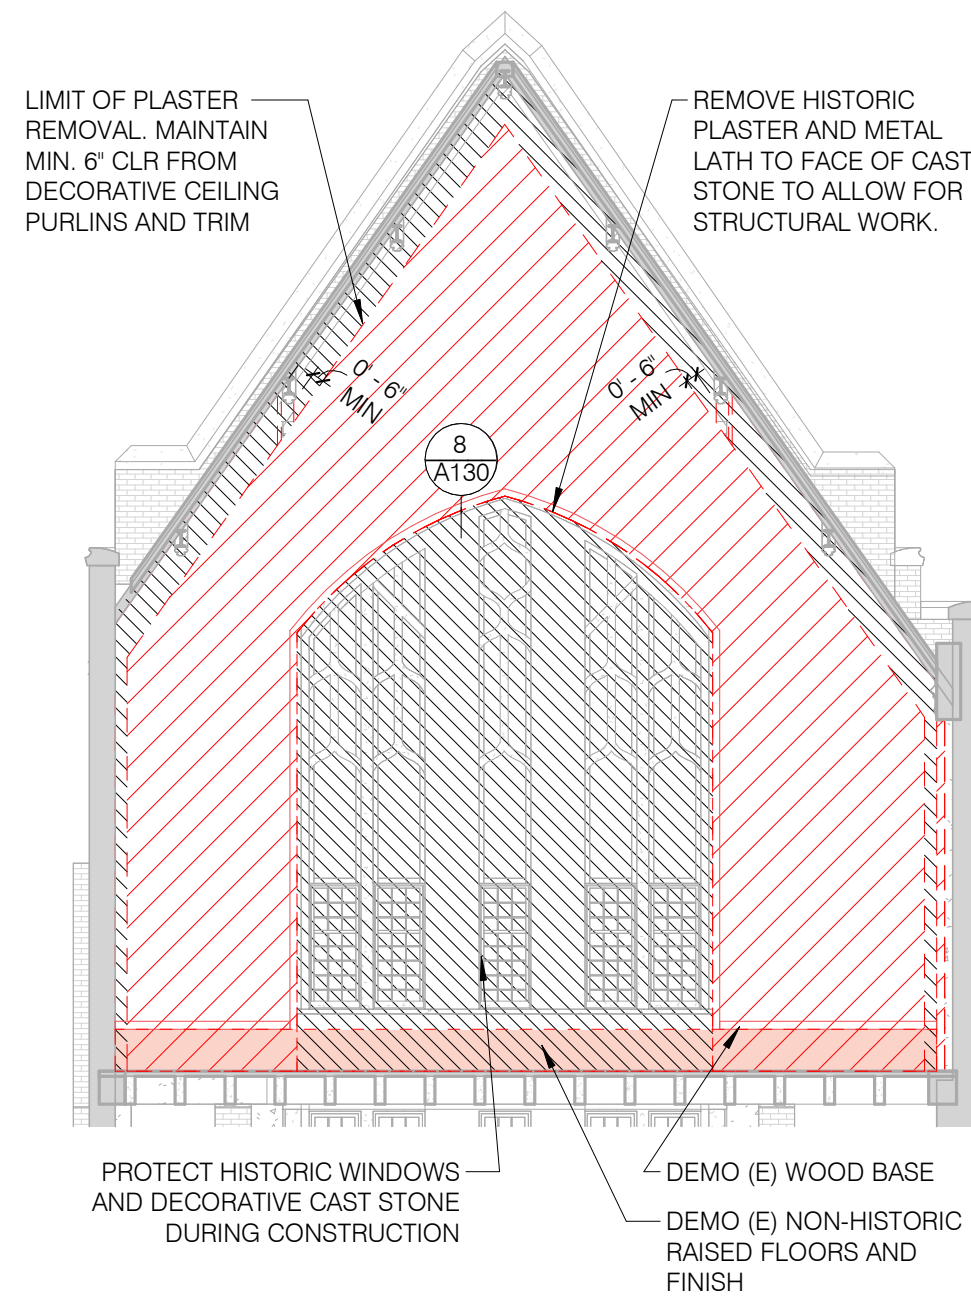 LIMIT OF PLASTER
REMOVAL. MAINTAIN
MIN. 6" CLR FROM
DECORATIVE CEILING
PURLINS AND TRIM
REMOVE HISTORIC
PLASTER AND METAL
LATH TO FACE OF CAST
STONE TO ALLOW FOR
STRUCTURAL WORK.
0' - 6"
MIN
0' - 6"
MIN
8
A130
PROTECT HISTORIC WINDOWS
AND DECORATIVE CAST STONE
DURING CONSTRUCTION
DEMO (E) WOOD BASE
DEMO (E) NON-HISTORIC
RAISED FLOORS AND
FINISH